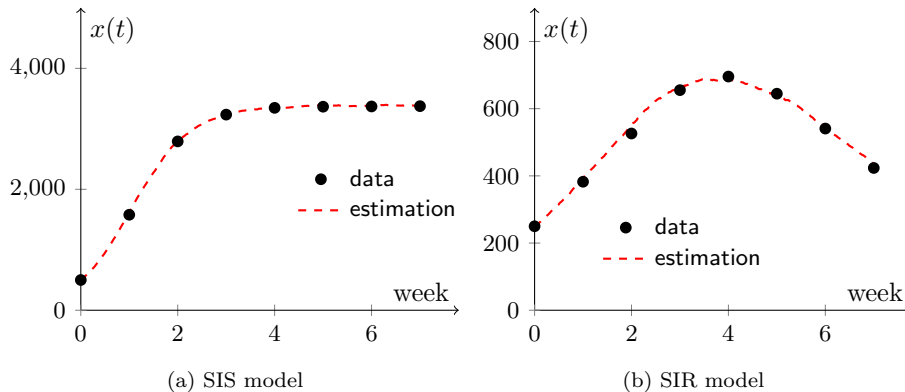 x(t)
4,000
2,000
0
0
2
4
6
week
data
estimation
(a) SIS model
x(t)
800
600
400
200
0
0
2
4
6
week
data
estimation
(b) SIR model